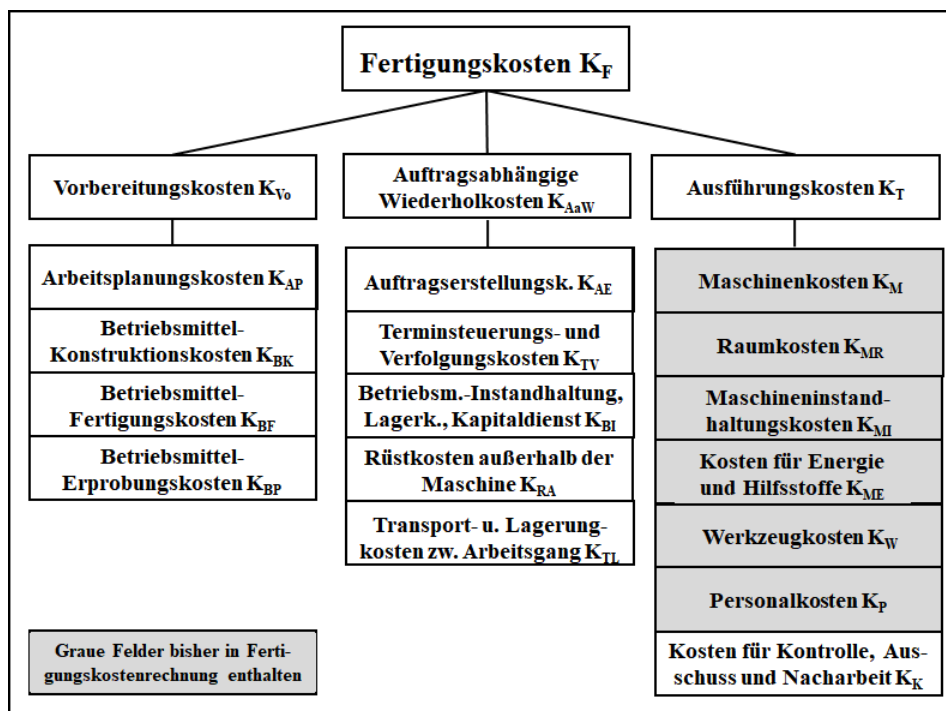 Fertigungskosten K_F
Vorbereitungskosten K_Vo
Auftragsabhängige
Wiederholkosten K_AaW
Ausführungskosten K_T
Arbeitsplanungskosten K_AP
Betriebsmittel-
Konstruktionskosten K_BK
Betriebsmittel-
Fertigungskosten K_BF
Betriebsmittel-
Erprobungskosten K_BP
Auftragserstellungsk. K_AE
Terminsteuerungs- und
Verfolgungskosten K_TV
Betriebsm.-Instandhaltung,
Lagerk., Kapitaldienst K_BI
Rüstkosten außerhalb der
Maschine K_RA
Transport- u. Lagerung-
kosten zw. Arbeitsgang K_TL
Maschinenkosten K_M
Raumkosten K_MR
Maschineninstand-
haltungskosten K_MI
Kosten für Energie
und Hilfsstoffe K_ME
Werkzeugkosten K_W
Personalkosten K_P
Kosten für Kontrolle, Aus-
schuss und Nacharbeit K_K
Graue Felder bisher in Ferti-
gungskostenrechnung enthalten